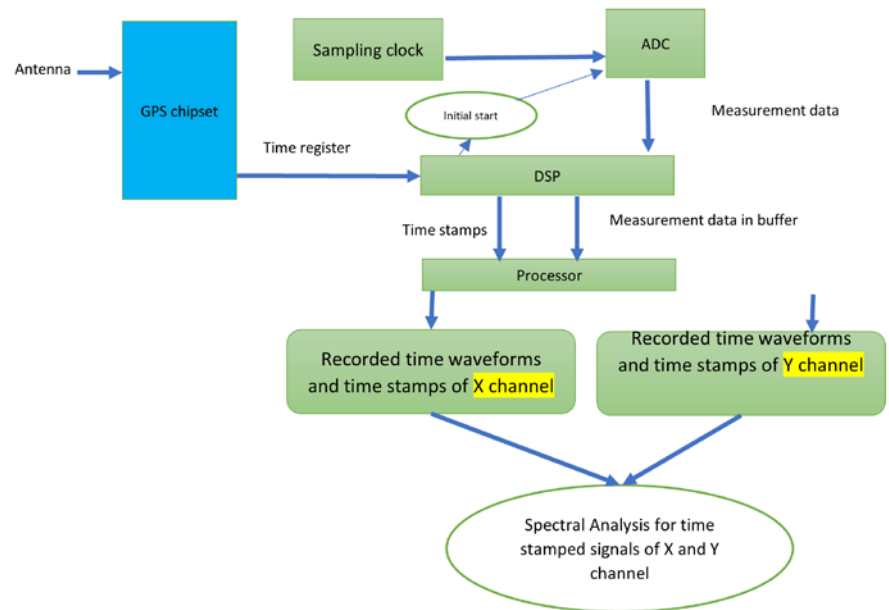 Sampling clock
ADC
Antenna
GPS chipset
Initial start
Measurement data
Time register
DSP
Time stamps
Measurement data in buffer
Processor
Recorded time waveforms
and time stamps of X channel
Recorded time waveforms
and time stamps of Y channel
Spectral Analysis for time
stamped signals of X and Y
channel